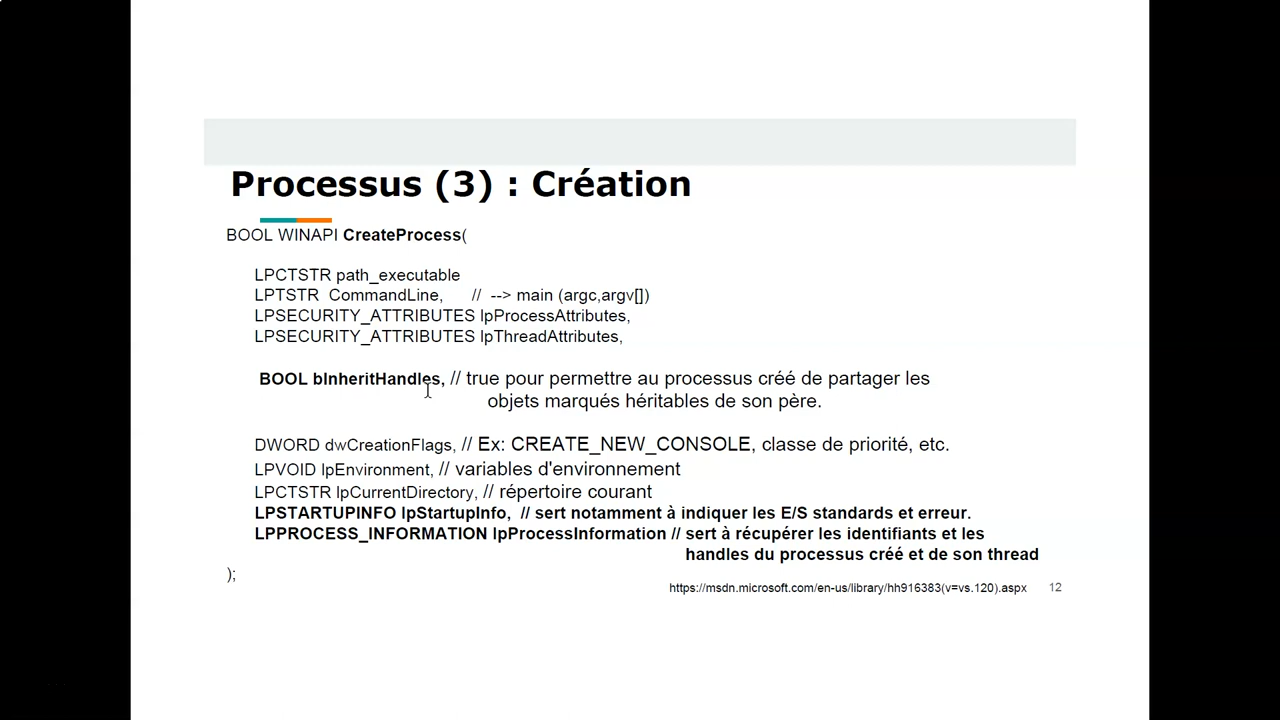 Processus (3) : Création
BOOL WINAPI CreateProcess(
LPCTSTR path_executable
LPTSTR CommandLine, // --> main (argc,argv[])
LPSECURITY_ATTRIBUTES lpProcessAttributes,
LPSECURITY_ATTRIBUTES lpThreadAttributes,
BOOL bInheritHandles, // true pour permettre au processus créé de partager les
objets marqués héritables de son père.
DWORD dwCreationFlags, // Ex: CREATE_NEW_CONSOLE, classe de priorité, etc.
LPVOID lpEnvironment, // variables d'environnement
LPCTSTR lpCurrentDirectory, // répertoire courant
LPSTARTUPINFO lpStartupInfo, // sert notamment à indiquer les E/S standards et erreur.
LPPROCESS_INFORMATION lpProcessInformation // sert à récupérer les identifiants et les
handles du processus créé et de son thread
);
https://msdn.microsoft.com/en-us/library/hh916383(v=vs.120).aspx 12